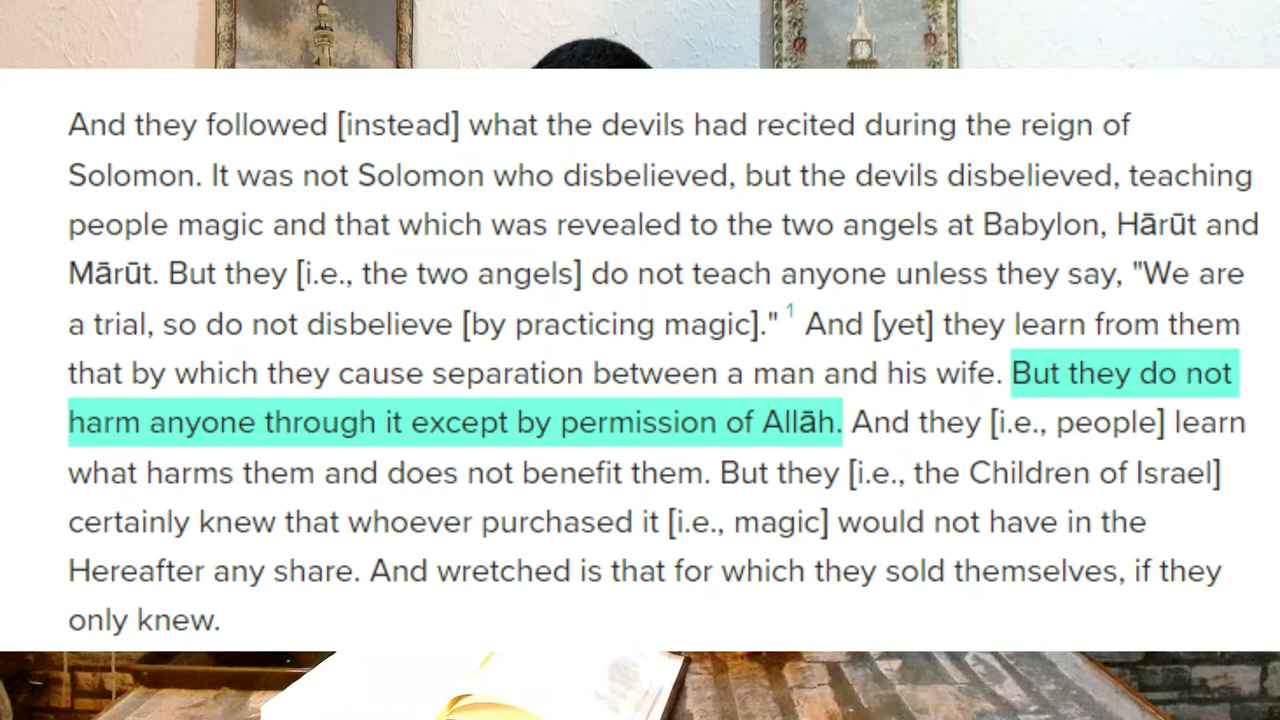 And they followed [instead] what the devils had recited during the reign of
Solomon. It was not Solomon who disbelieved, but the devils disbelieved, teaching
people magic and that which was revealed to the two angels at Babylon, Hārūt and
Mārūt. But they [i.e., the two angels] do not teach anyone unless they say, "We are
a trial, so do not disbelieve [by practicing magic]." 1 And [yet] they learn from them
that by which they cause separation between a man and his wife. But they do not
harm anyone through it except by permission of Allāh. And they [i.e., people] learn
what harms them and does not benefit them. But they [i.e., the Children of Israel]
certainly knew that whoever purchased it [i.e., magic] would not have in the
Hereafter any share. And wretched is that for which they sold themselves, if they
only knew.